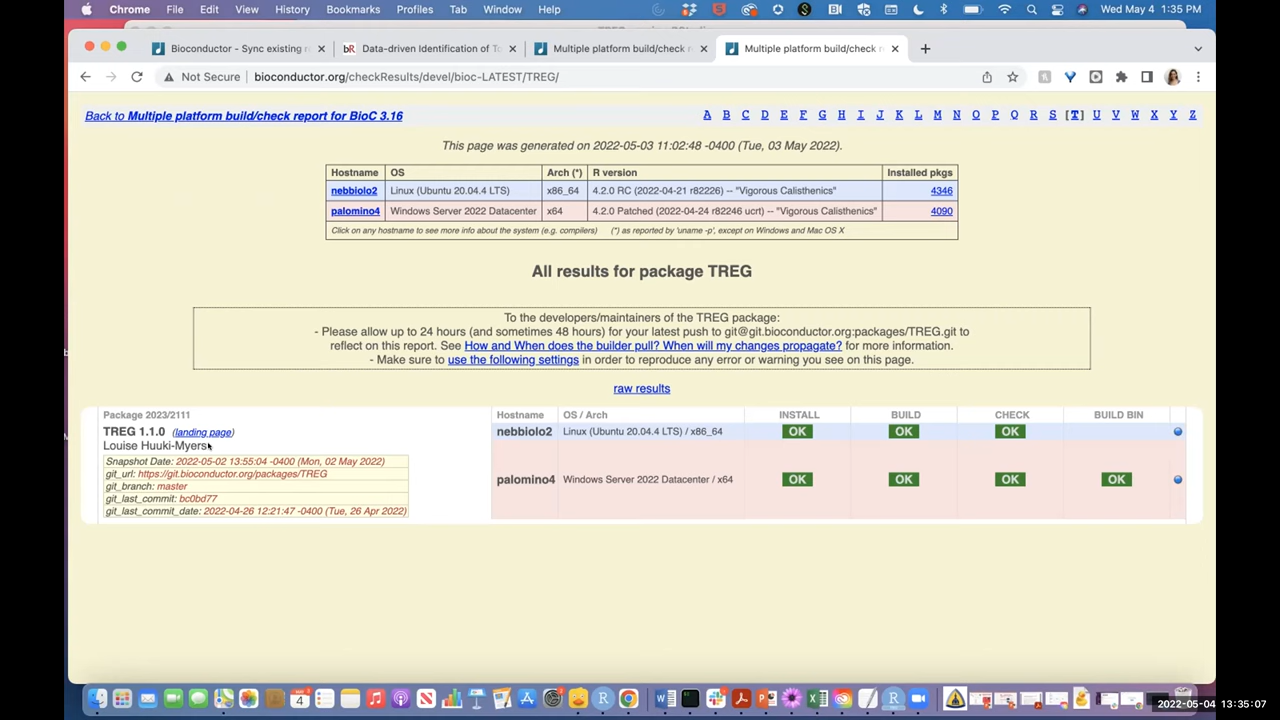 Chrome File Edit View History Bookmarks Profiles Tab Window Help Wed May 4 1:35 PM
Bioconductor - Sync existing r Data-driven Identification of To Multiple platform build/check Multiple platform build/check
Not Secure bioconductor.org/checkResults/devel/bioc-LATEST/TREG/
Back to Multiple platform build/check report for BioC 3.16 A B C D E F G H I J K L M N O P Q R S [T] U V W X Y Z
This page was generated on 2022-05-03 11:02:48 -0400 (Tue, 03 May 2022).
Hostname OS Arch (*) R version Installed pkgs
nebbiolo2 Linux (Ubuntu 20.04.4 LTS) x86_64 4.2.0 RC (2022-04-21 r82226) -- "Vigorous Calisthenics" 4346
palomino4 Windows Server 2022 Datacenter x64 4.2.0 Patched (2022-04-24 r82246 ucrt) -- "Vigorous Calisthenics" 4090
Click on any hostname to see more info about the system (e.g. compilers) (*) as reported by 'uname -p', except on Windows and Mac OS X
All results for package TREG
To the developers/maintainers of the TREG package:
- Please allow up to 24 hours (and sometimes 48 hours) for your latest push to git@git.bioconductor.org:packages/TREG.git to
reflect on this report. See How and When does the builder pull? When will my changes propagate? for more information.
- Make sure to use the following settings in order to reproduce any error or warning you see on this page.
raw results
Package 2023/2111 Hostname OS / Arch INSTALL BUILD CHECK BUILD BIN
TREG 1.1.0 (landing page) nebbiolo2 Linux (Ubuntu 20.04.4 LTS) / x86_64 OK OK OK
Louise Huuki-Myers
Snapshot Date: 2022-05-02 13:55:04 -0400 (Mon, 02 May 2022)
git_url: https://git.bioconductor.org/packages/TREG
palomino4 Windows Server 2022 Datacenter / x64 OK OK OK OK
git_branch: master
git_last_commit: bc0bd77
git_last_commit_date: 2022-04-26 12:21:47 -0400 (Tue, 26 Apr 2022)
2022-05-04 13:35:07